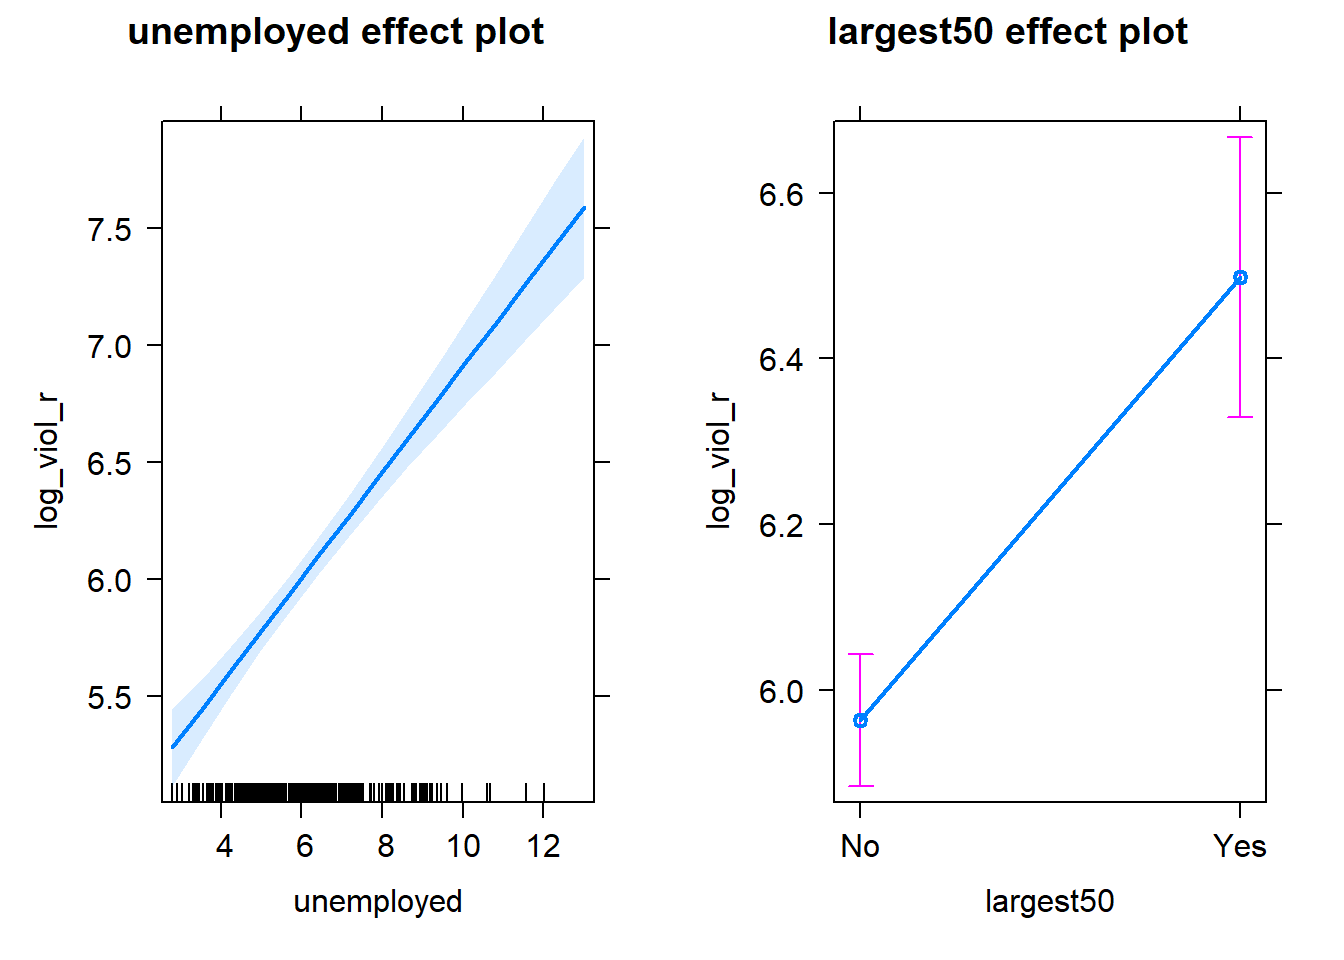 unemployed effect plot
log_viol_r
7.5
7.0
6.5
6.0
5.5
4 6 8 10 12
unemployed
largest50 effect plot
log_viol_r
6.6
6.4
6.2
6.0
No Yes
largest50